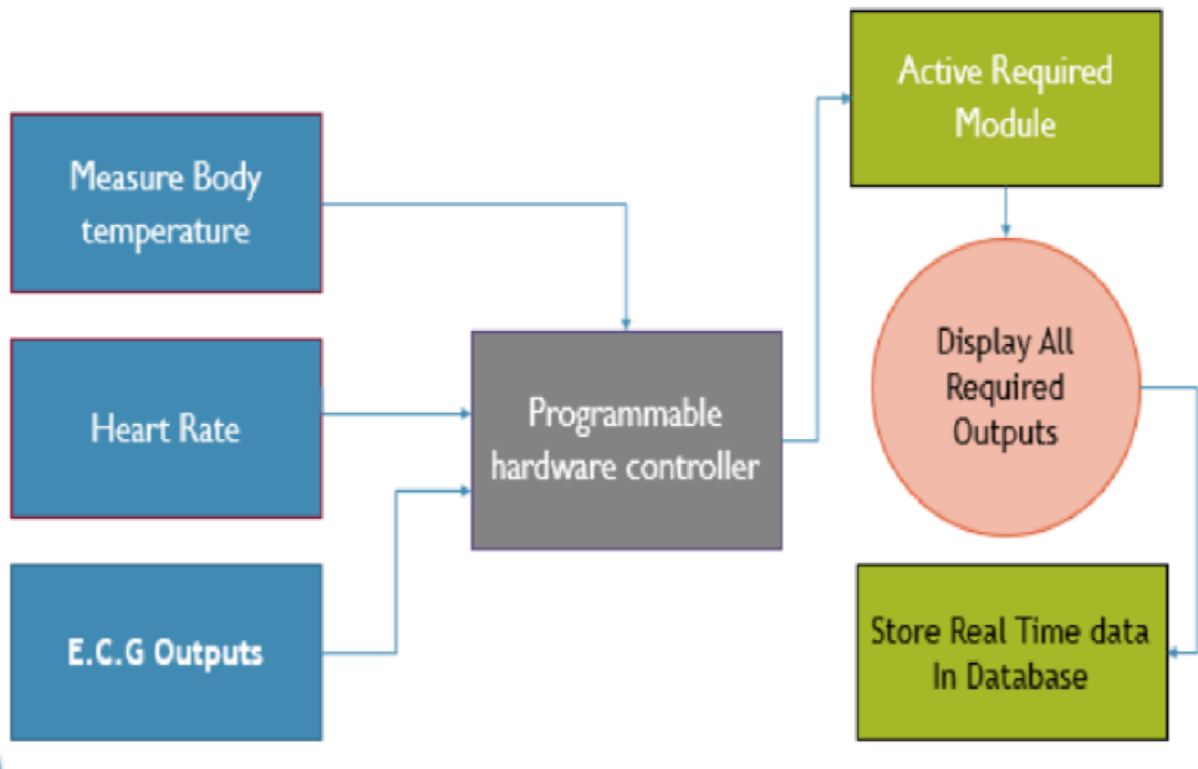 Measure Body
temperature
Heart Rate
E.C.G Outputs
Programmable
hardware controller
Active Required
Module
Display All
Required
Outputs
Store Real Time data
In Database